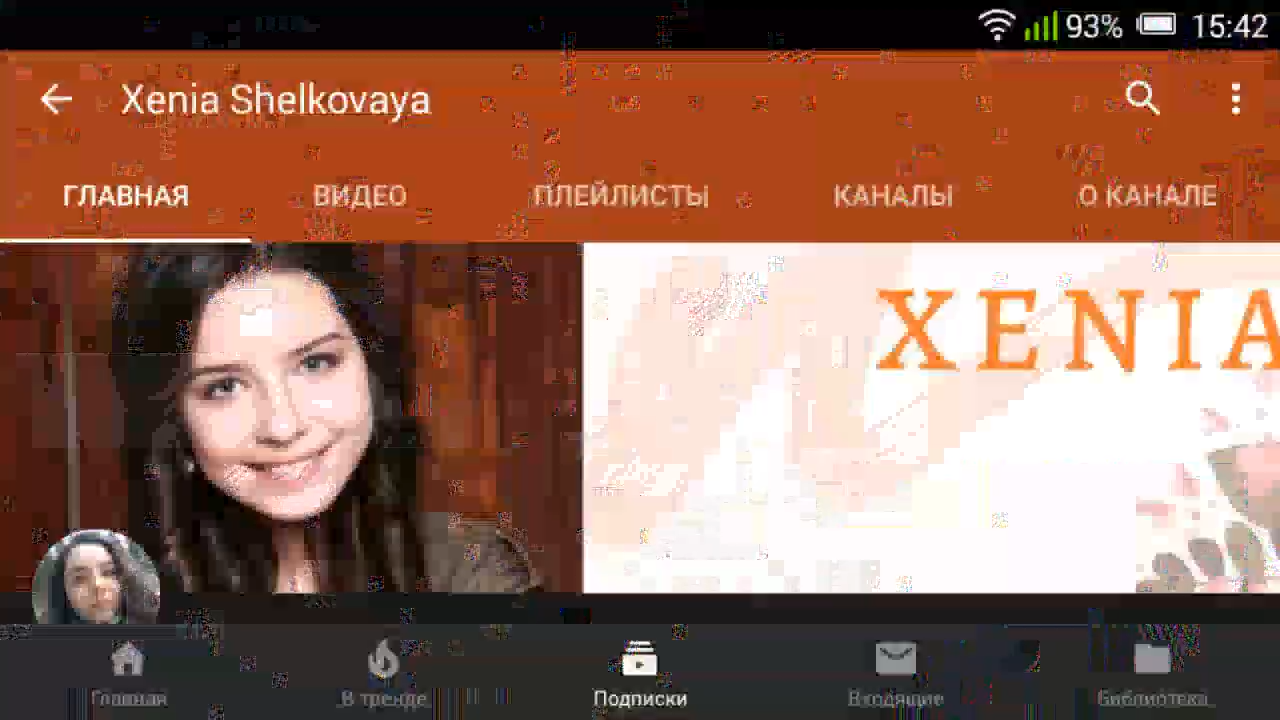 93% 15:42
Xenia Shelkovaya
ГЛАВНАЯ ВИДЕО ПЛЕЙЛИСТЫ КАНАЛЫ О КАНАЛЕ
XENIA
Главная В тренде Подписки Входящие Библиотека